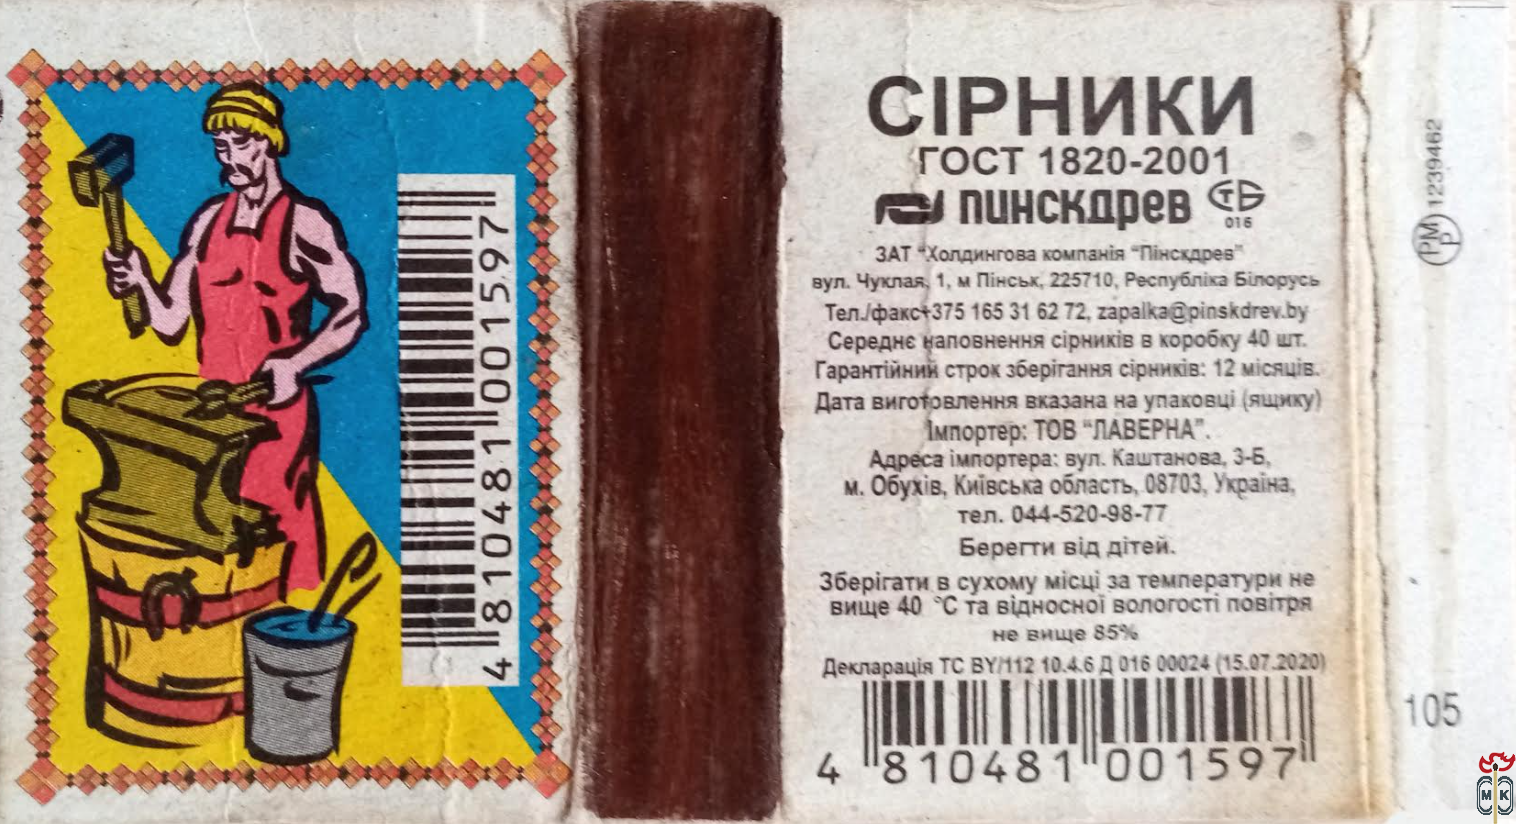 4 810481 001597
СІРНИКИ
ГОСТ 1820-2001
ПИНСКДРЕВ СТБ
016
ЗАТ "Холдингова компанія "Пінскдрев"
вул. Чуклая, 1, м Пінськ, 225710, Республіка Білорусь
Тел./факс+375 165 31 62 72, zapalka@pinskdrev.by
Середнє наповнення сірників в коробку 40 шт.
Гарантійний строк зберігання сірників: 12 місяців.
Дата виготовлення вказана на упаковці (ящику)
Імпортер: ТОВ "ЛАВЕРНА".
Адреса імпортера: вул. Каштанова, 3-Б,
м. Обухів, Київська область, 08703, Україна,
тел. 044-520-98-77
Берегти від дітей.
Зберігати в сухому місці за температури не
вище 40 °С та відносної вологості повітря
не вище 85%
Декларація ТС BY/112 10.4.6 Д 016 00024 (15.07.2020)
4 810481 001597
PM
P
1239462
105
М К